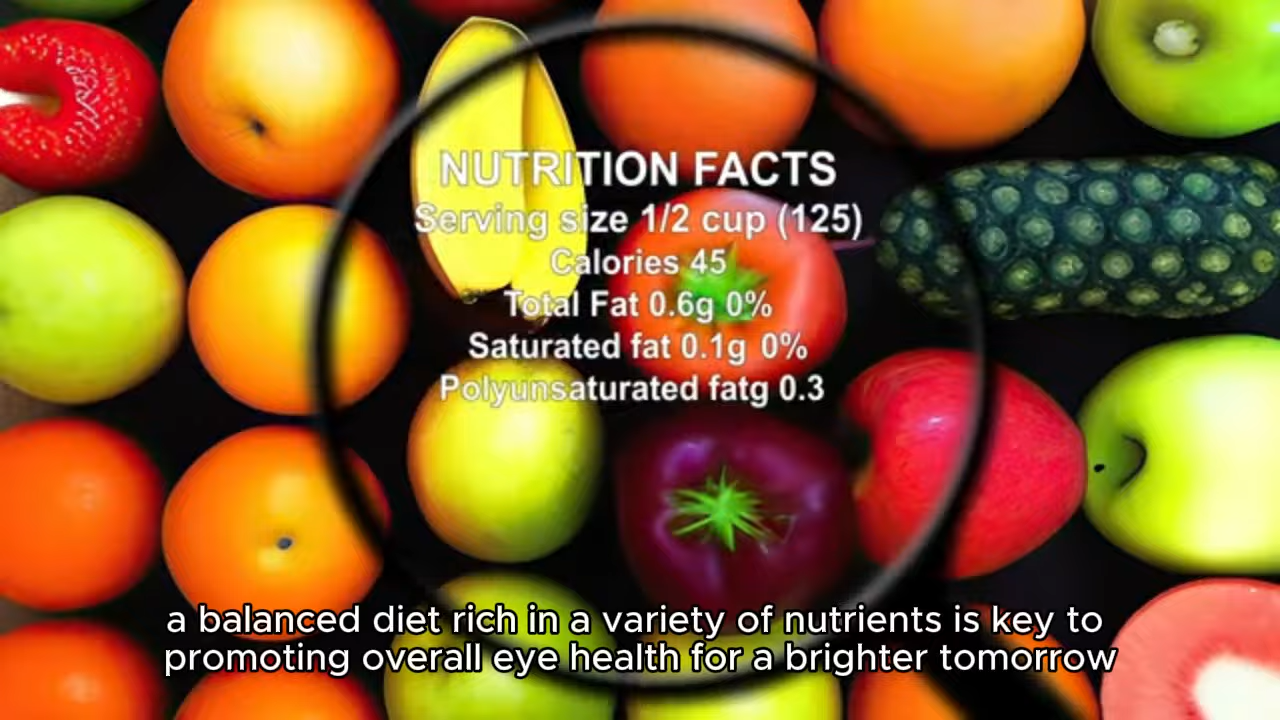 NUTRITION FACTS
Serving size 1/2 cup (125)
Calories 45
Total Fat 0.6g 0%
Saturated fat 0.1g 0%
Polyunsaturated fatg 0.3
a balanced diet rich in a variety of nutrients is key to
promoting overall eye health for a brighter tomorrow